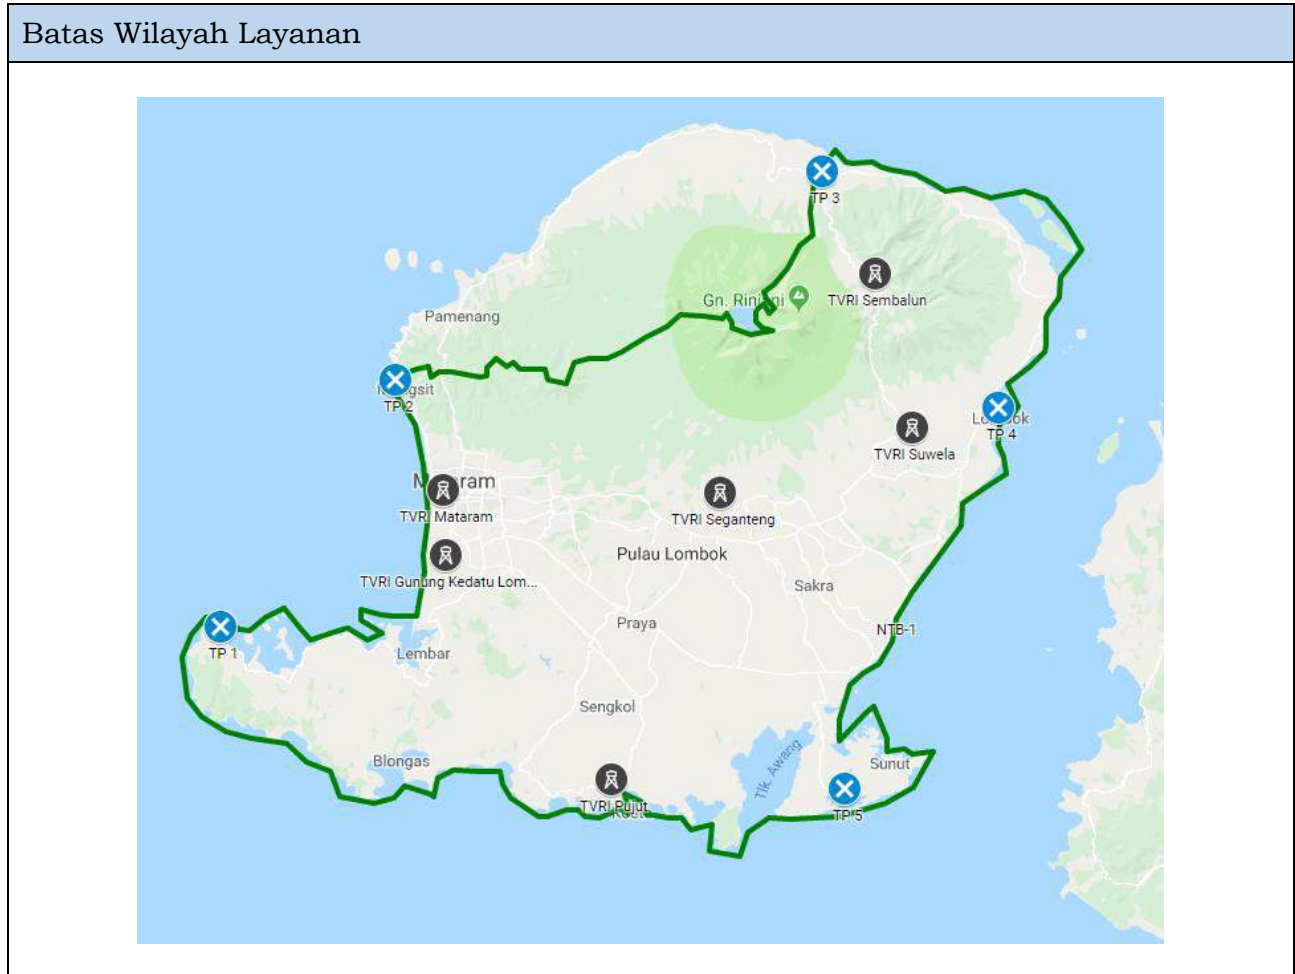 Batas Wilayah Layanan
TP 3
Gn. Rinjani
TVRI Sembalun
Pamenang
TP 2
TP 4
TVRI Suwela
Mataram
TVRI Mataram
TVRI Seganteng
Pulau Lombok
TVRI Gunung Kedatu Lom...
Sakra
Praya
NTB-1
TP 1
Lembar
Sengkol
Blongas
Tlk. Awang
Sunut
TVRI Pujut
TP 5